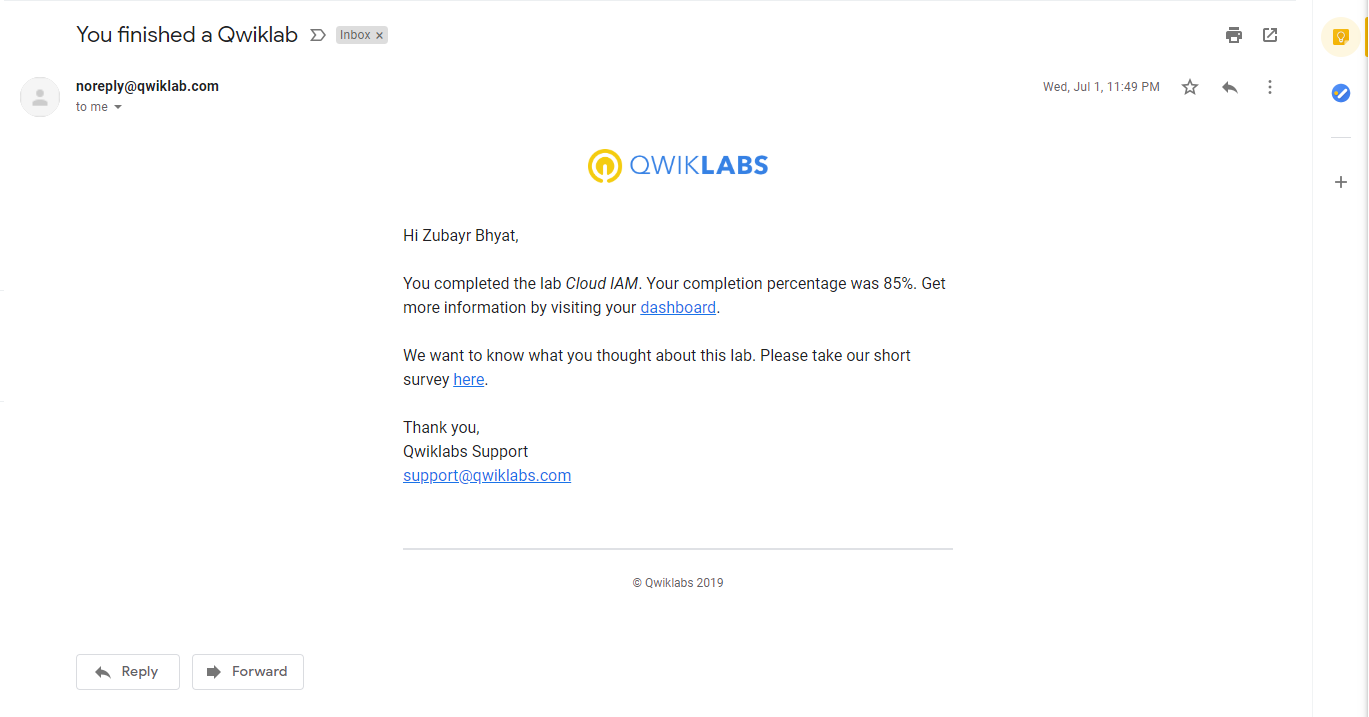 You finished a Qwiklab
Inbox ×
noreply@qwiklab.com
to me
Wed, Jul 1, 11:49 PM
QWIKLABS
Hi Zubayr Bhyat,
You completed the lab Cloud IAM. Your completion percentage was 85%. Get
more information by visiting your dashboard.
We want to know what you thought about this lab. Please take our short
survey here.
Thank you,
Qwiklabs Support
support@qwiklabs.com
© Qwiklabs 2019
Reply
Forward